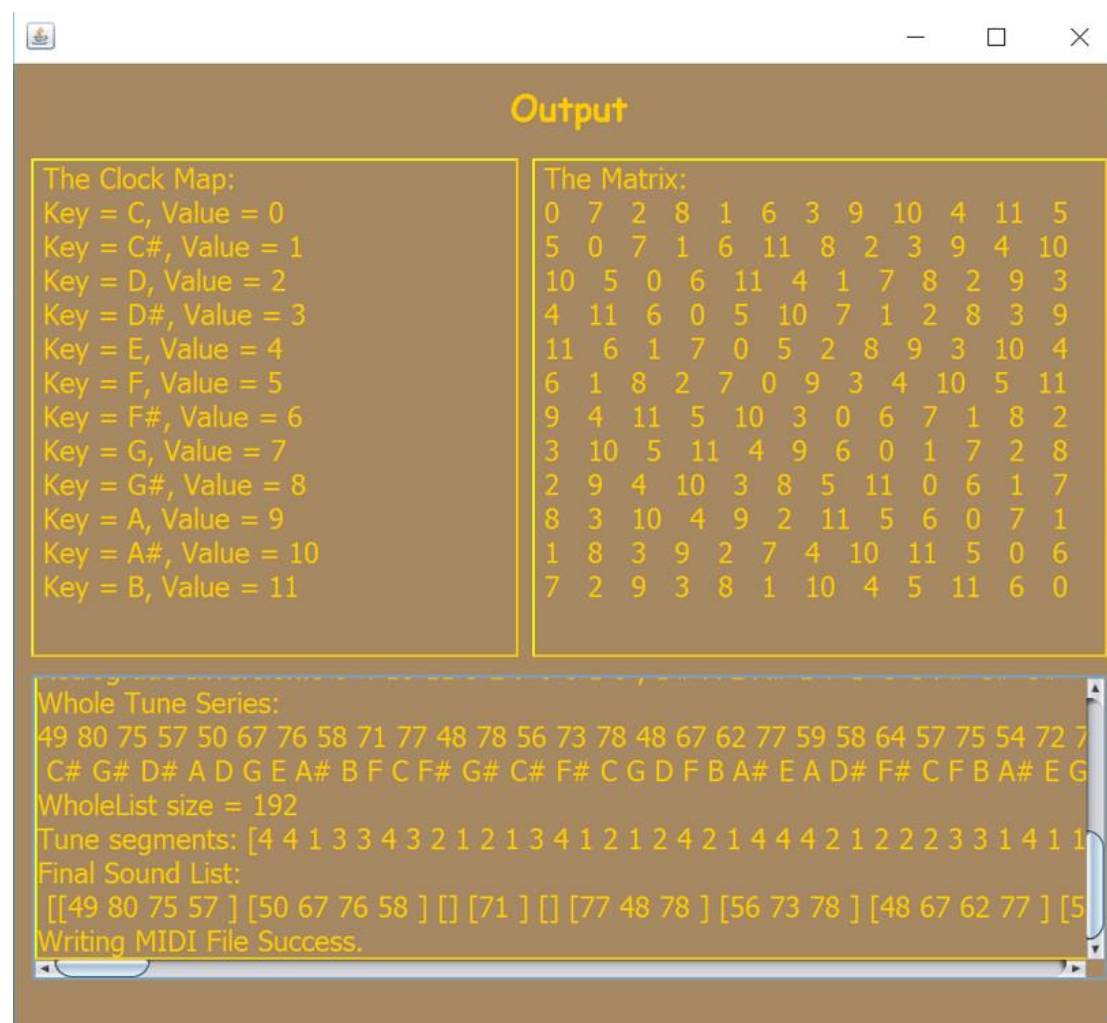 Output
The Clock Map:
Key = C, Value = 0
Key = C#, Value = 1
Key = D, Value = 2
Key = D#, Value = 3
Key = E, Value = 4
Key = F, Value = 5
Key = F#, Value = 6
Key = G, Value = 7
Key = G#, Value = 8
Key = A, Value = 9
Key = A#, Value = 10
Key = B, Value = 11
The Matrix:
0 7 2 8 1 6 3 9 10 4 11 5
5 0 7 1 6 11 8 2 3 9 4 10
10 5 0 6 11 4 1 7 8 2 9 3
4 11 6 0 5 10 7 1 2 8 3 9
11 6 1 7 0 5 2 8 9 3 10 4
6 1 8 2 7 0 9 3 4 10 5 11
9 4 11 5 10 3 0 6 7 1 8 2
3 10 5 11 4 9 6 0 1 7 2 8
2 9 4 10 3 8 5 11 0 6 1 7
8 3 10 4 9 2 11 5 6 0 7 1
1 8 3 9 2 7 4 10 11 5 0 6
7 2 9 3 8 1 10 4 5 11 6 0
Whole Tune Series:
49 80 75 57 50 67 76 58 71 77 48 78 56 73 78 48 67 62 77 59 58 64 57 75 54 72 7
C# G# D# A D G E A# B F C F# G# C# F# C G D F B A# E A D# F# C F B A# E G
WholeList size = 192
Tune segments: [4 4 1 3 3 4 3 2 1 2 1 3 4 1 2 1 2 4 2 1 4 4 4 2 1 2 2 2 3 3 1 4 1 1
Final Sound List:
[[49 80 75 57 ] [50 67 76 58 ] [] [71 ] [] [77 48 78 ] [56 73 78 ] [48 67 62 77 ] [5
Writing MIDI File Success.